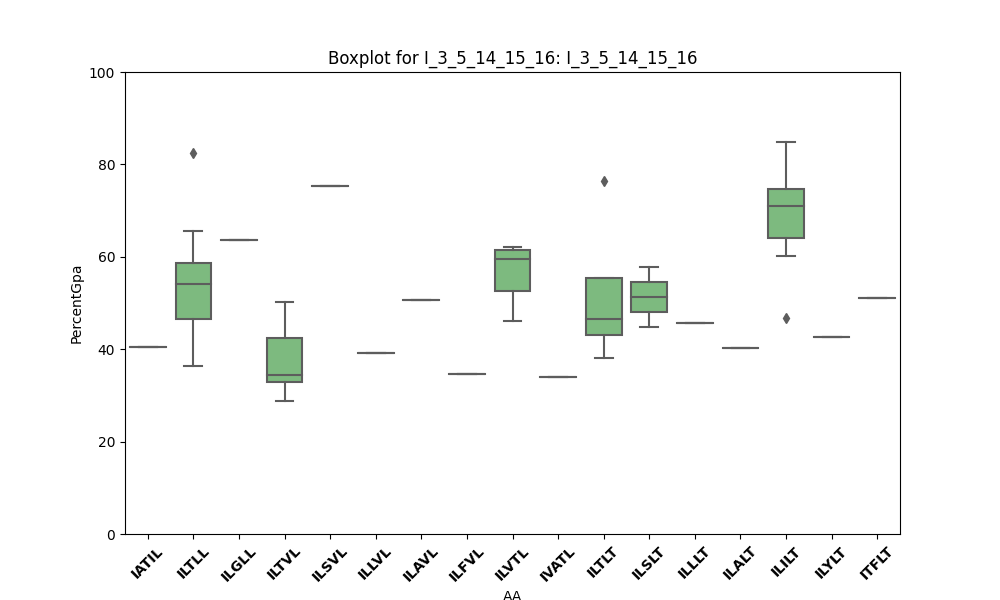 Boxplot for I_3_5_14_15_16: I_3_5_14_15_16
100
80
60
40
20
0
PercentGpa
IATIL
ILTLL
ILGLL
ILTVL
ILSVL
ILLVL
ILAVL
ILFVL
ILVTL
IVATL
ILTLT
ILSLT
ILLLT
ILALT
ILILT
ILYLT
ITFLT
AA